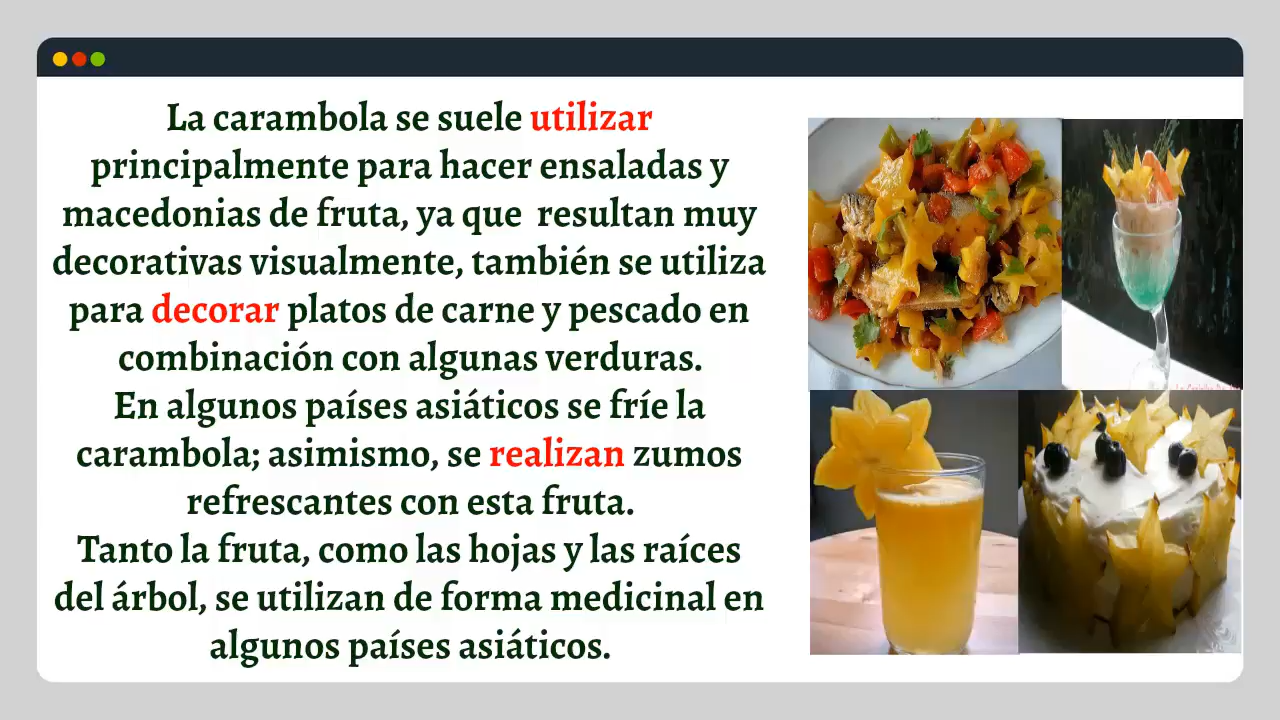 La carambola se suele utilizar
principalmente para hacer ensaladas y
macedonias de fruta, ya que  resultan muy
decorativas visualmente, también se utiliza
para decorar platos de carne y pescado en
combinación con algunas verduras.
En algunos países asiáticos se fríe la
carambola; asimismo, se realizan zumos
refrescantes con esta fruta.
Tanto la fruta, como las hojas y las raíces
del árbol, se utilizan de forma medicinal en
algunos países asiáticos.